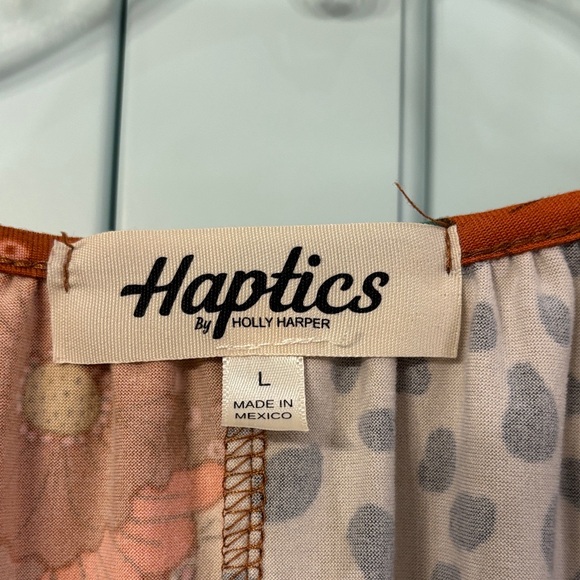 Haptics
By HOLLY HARPER
L
MADE IN
MEXICO